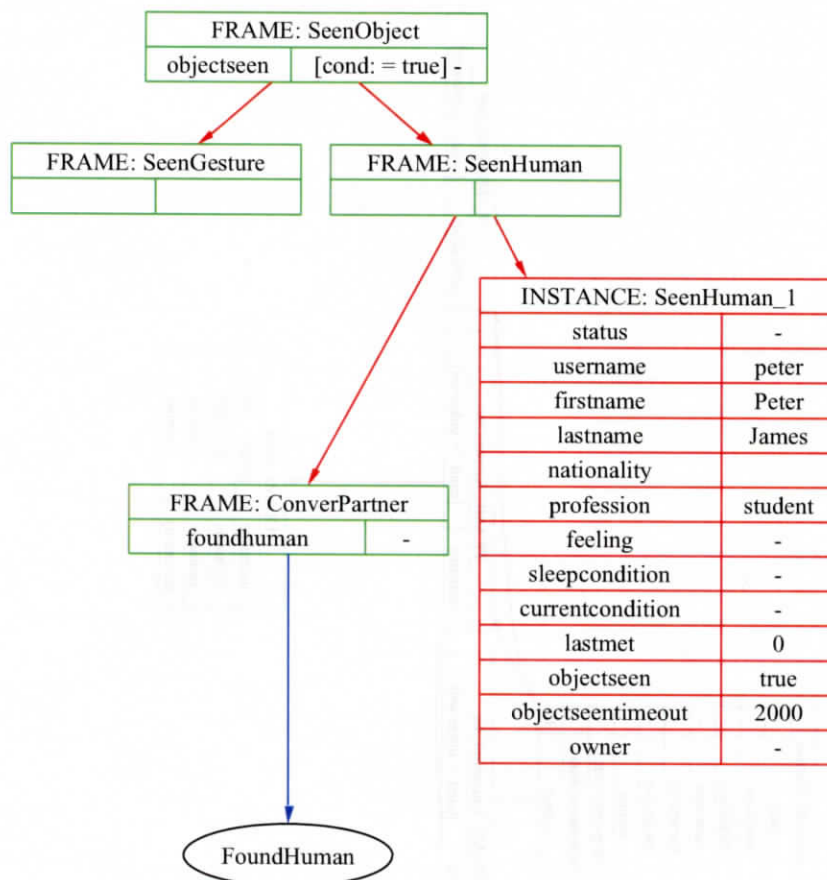 FRAME: SeenObject
objectseen [cond: = true] -
FRAME: SeenGesture
FRAME: SeenHuman
INSTANCE: SeenHuman_1
status -
username peter
firstname Peter
lastname James
nationality
profession student
feeling -
sleepcondition -
currentcondition -
lastmet 0
objectseen true
objectseentimeout 2000
owner -
FRAME: ConverPartner
foundhuman -
FoundHuman